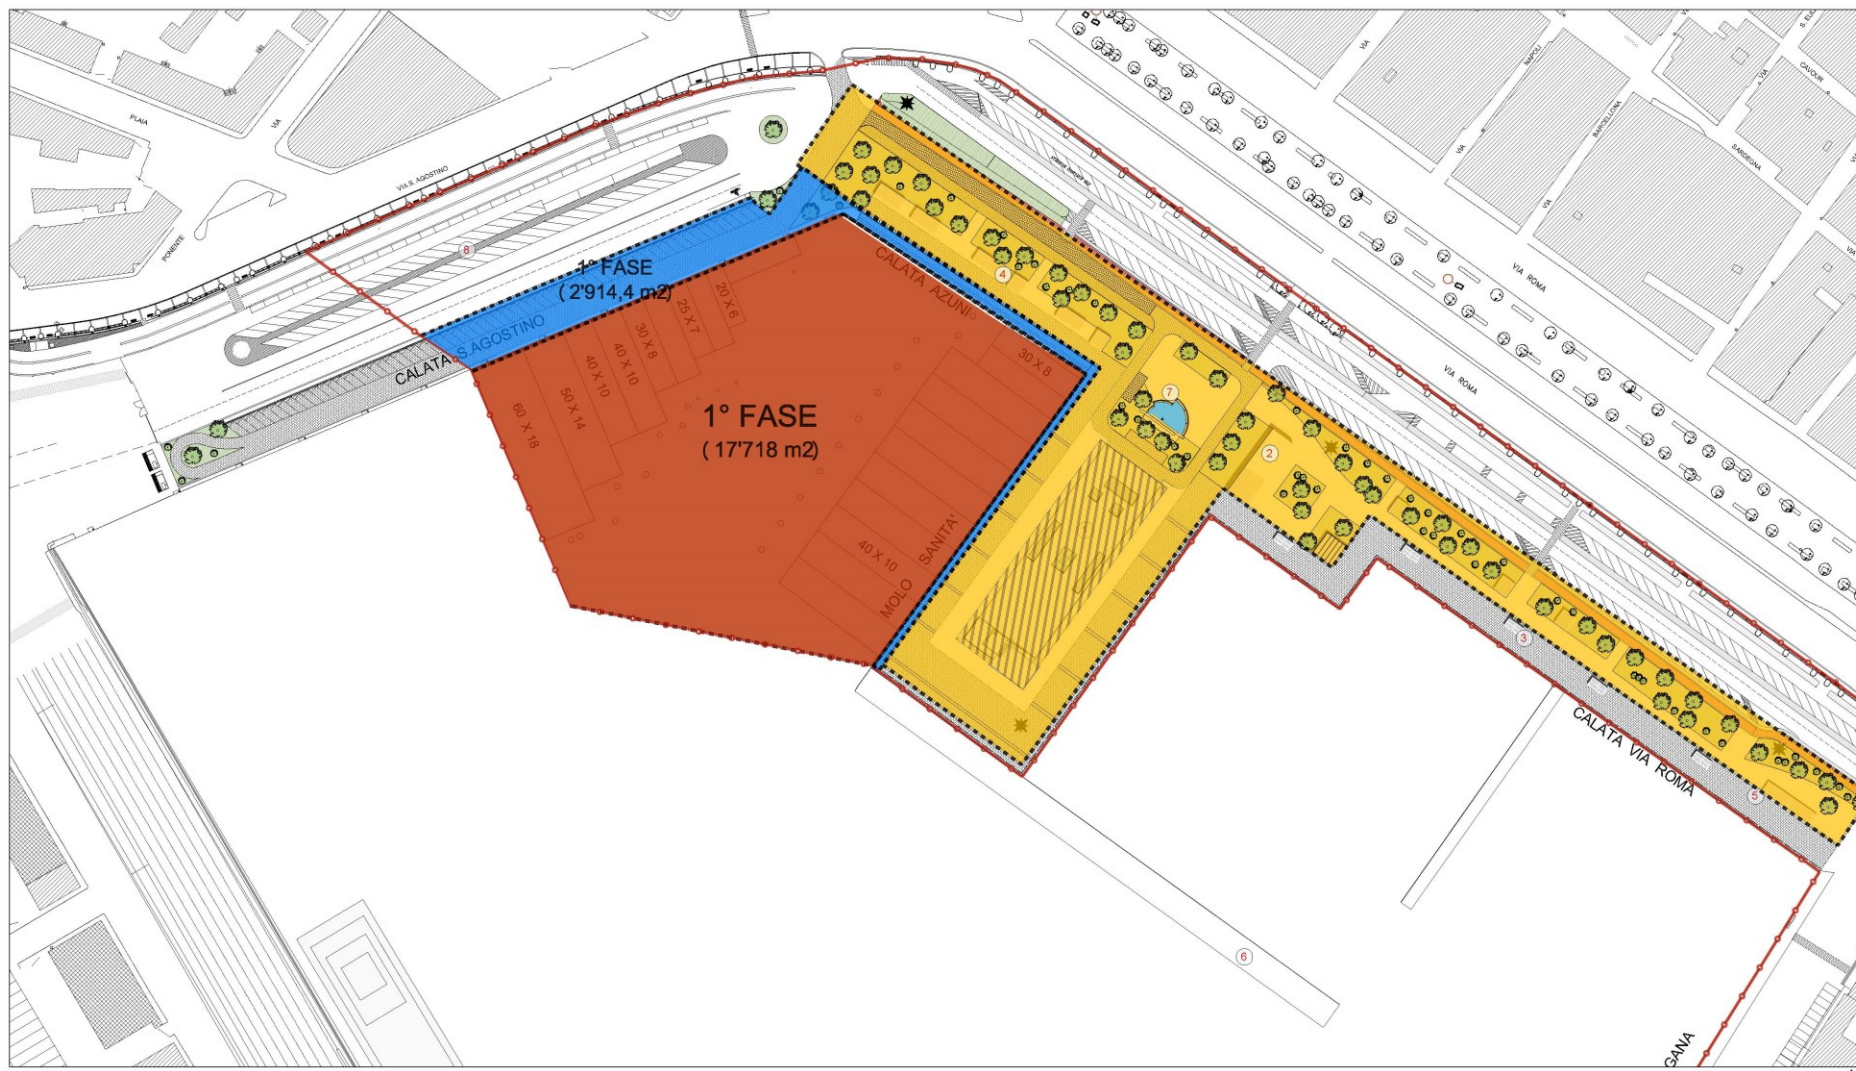 PLAIA
VIA
VIA S. AGOSTINO
PONENTE
VIA
NAPOLI
VIA
CAVOUR
BARCELLONA
VIA
SARDEGNA
VIA
VIA
VIA ROMA
VIA ROMA
8
1° FASE
( 2'914,4 m2)
CALATA S.AGOSTINO
CALATA AZUNI
4
20 X 6
25 X 7
30 X 8
40 X 10
40 X 10
50 X 14
60 X 18
30 X 8
1° FASE
( 17'718 m2)
7
2
40 X 10
MOLO SANITA'
3
CALATA VIA ROMA
5
6
GANA